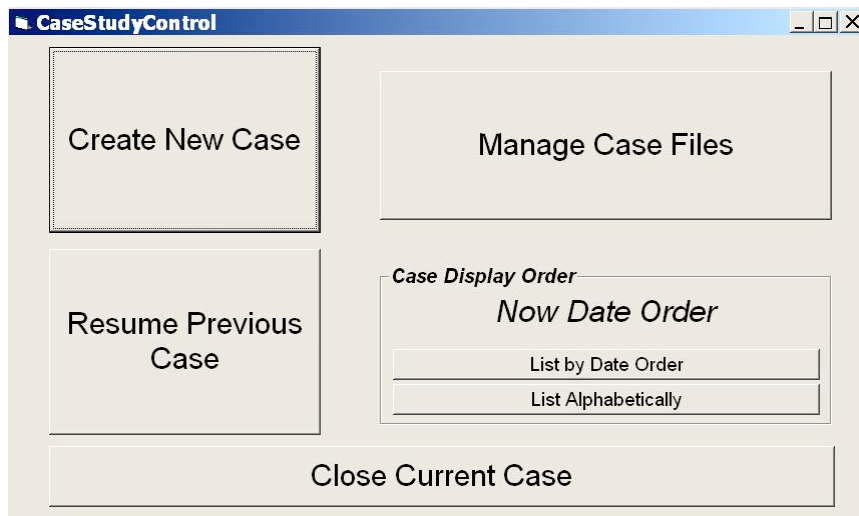 CaseStudyControl
Create New Case
Manage Case Files
Resume Previous
Case
Case Display Order
Now Date Order
List by Date Order
List Alphabetically
Close Current Case